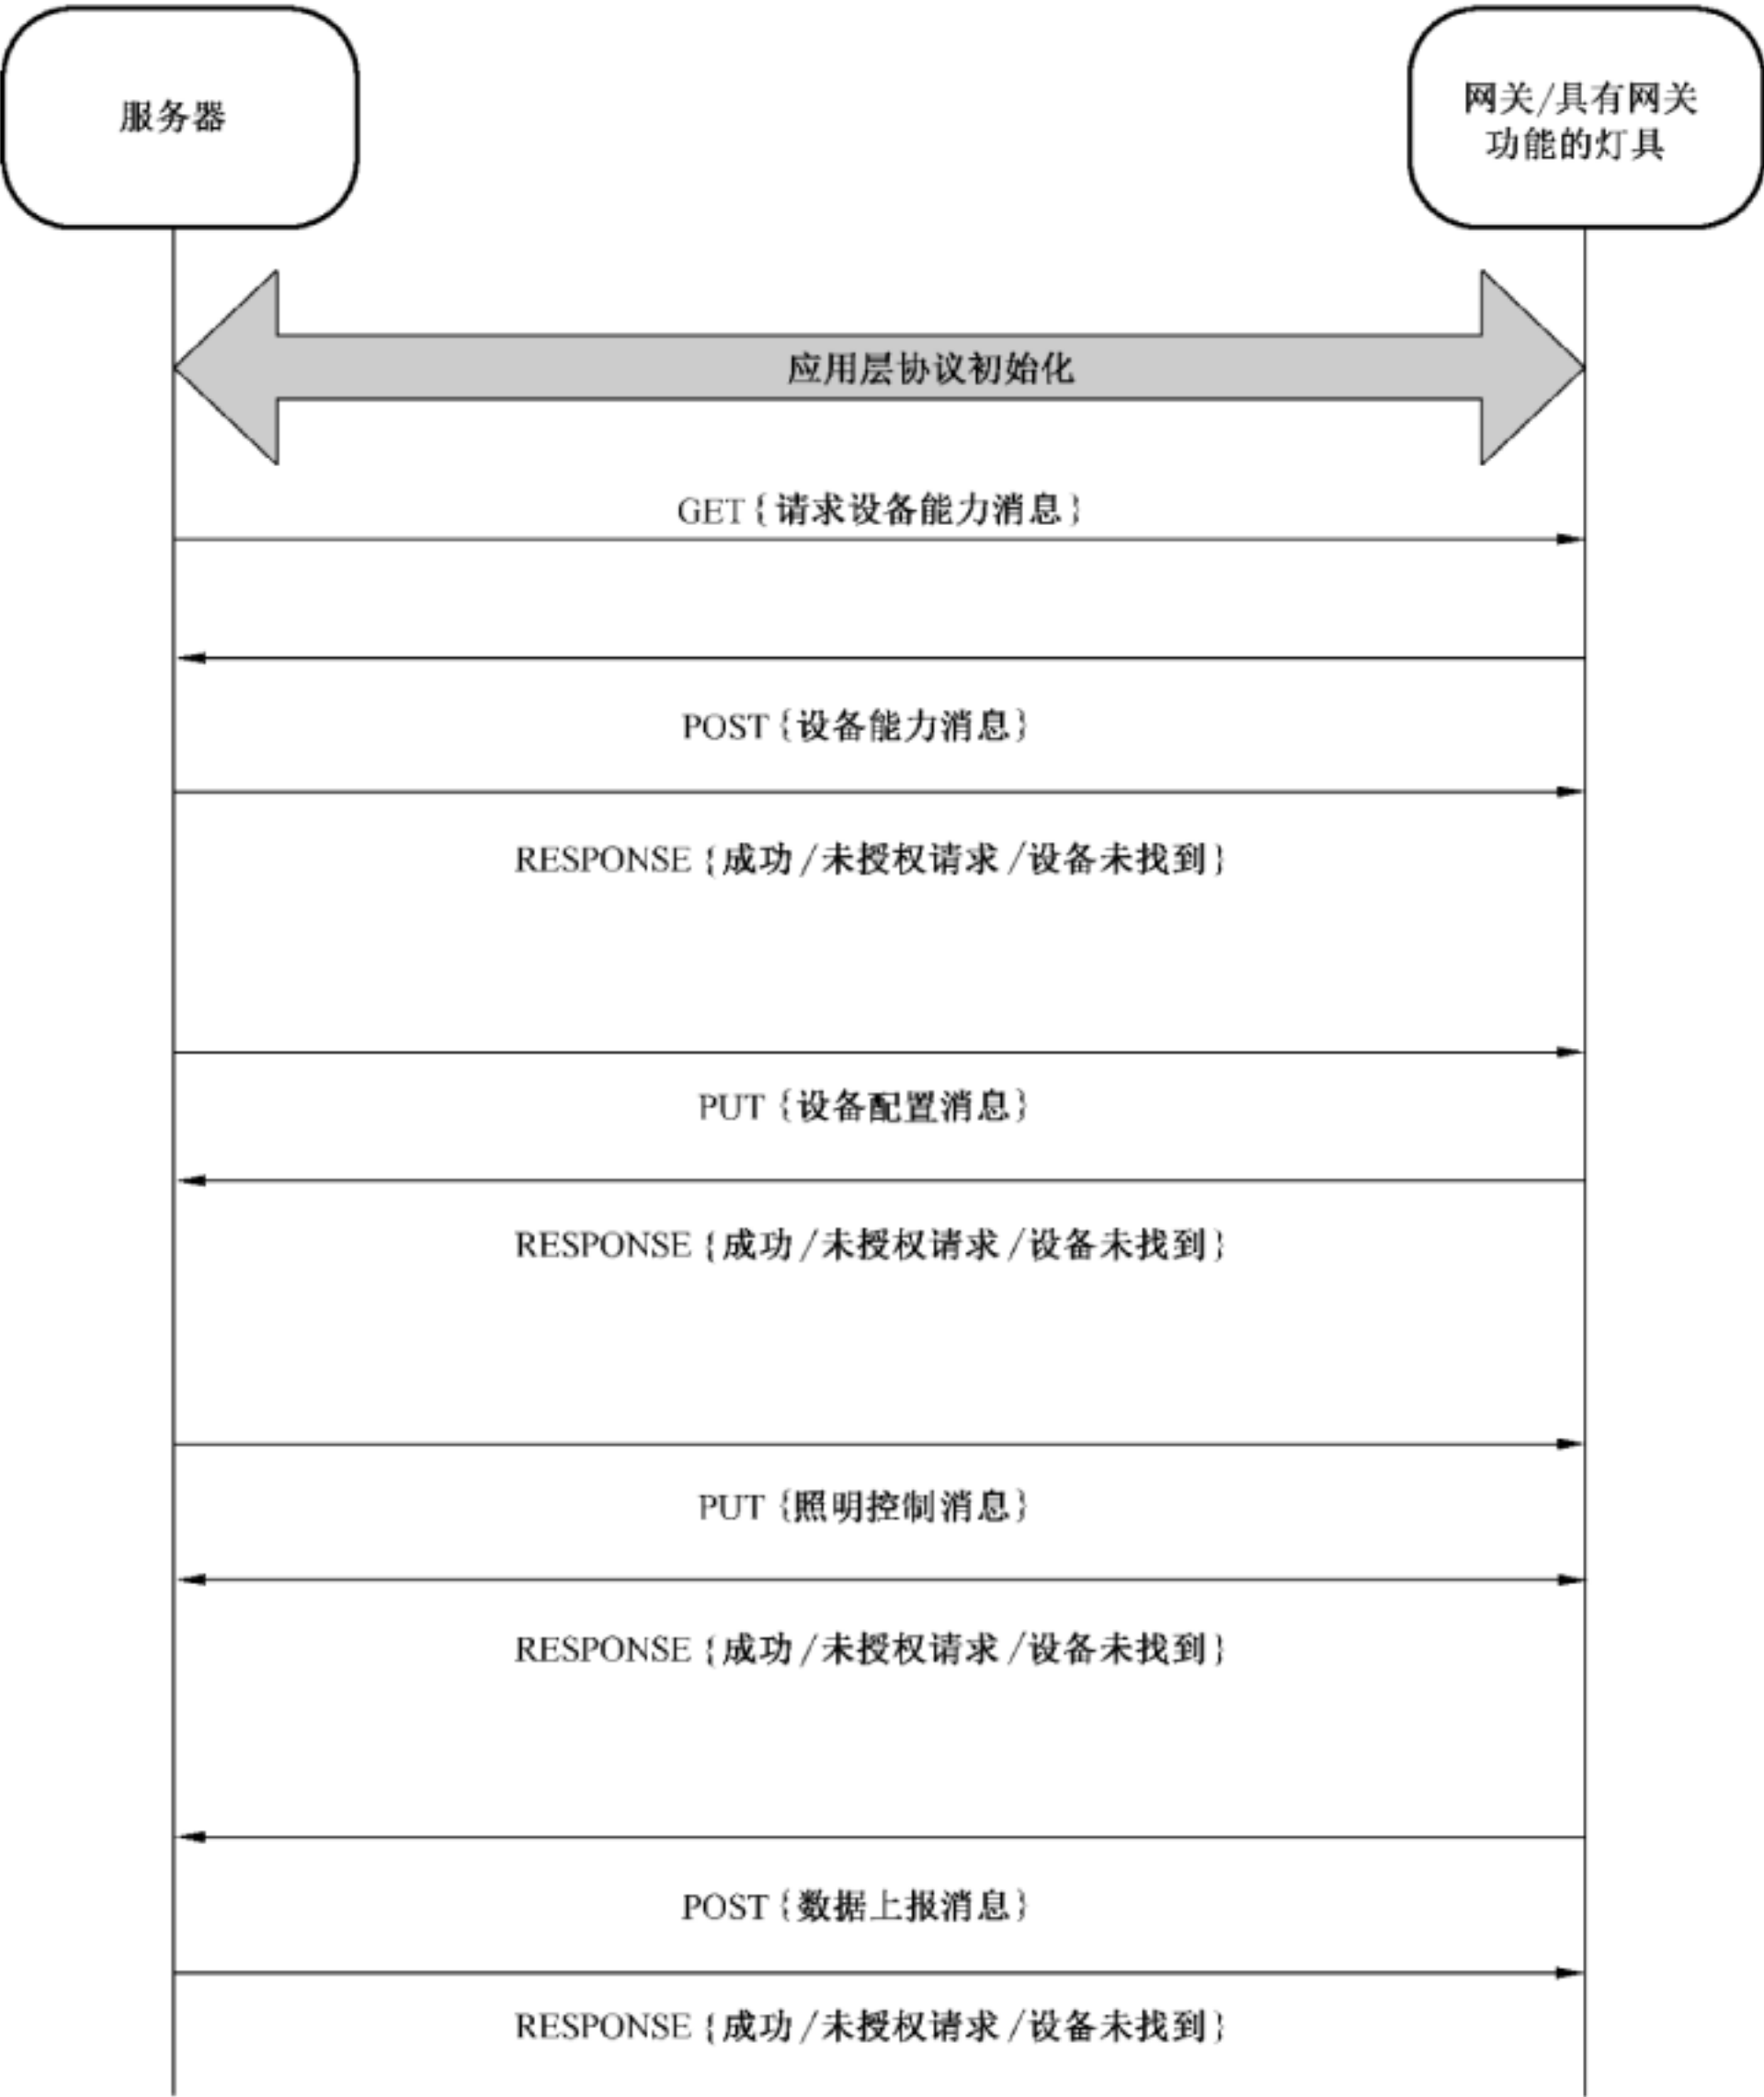 服务器
网关/具有网关
功能的灯具
应用层协议初始化
GET{请求设备能力消息}
POST{设备能力消息}
RESPONSE{成功/未授权请求/设备未找到}
PUT{设备配置消息}
RESPONSE{成功/未授权请求/设备未找到}
PUT{照明控制消息}
RESPONSE{成功/未授权请求/设备未找到}
POST{数据上报消息}
RESPONSE{成功/未授权请求/设备未找到}